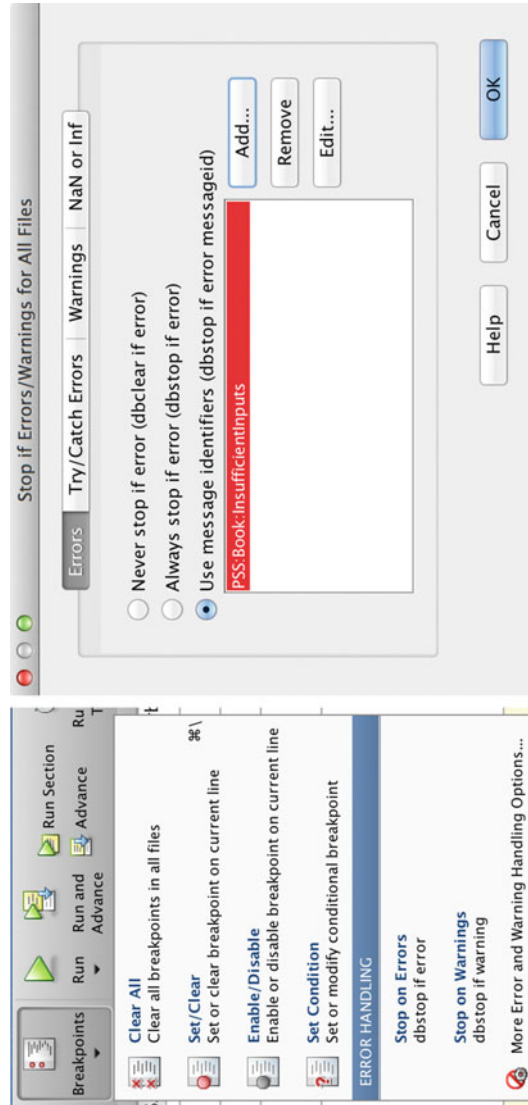 Breakpoints
Run
Run and
Advance
Run Section
Advance
Ru
T
Clear All
Clear all breakpoints in all files
Set/Clear
⌘\
Set or clear breakpoint on current line
Enable/Disable
Enable or disable breakpoint on current line
Set Condition
Set or modify conditional breakpoint
ERROR HANDLING
Stop on Errors
dbstop if error
Stop on Warnings
dbstop if warning
More Error and Warning Handling Options...
Stop if Errors/Warnings for All Files
Errors
Try/Catch Errors
Warnings
NaN or Inf
Never stop if error (dbclear if error)
Always stop if error (dbstop if error)
Use message identifiers (dbstop if error messageid)
PSS:Book:InsufficientInputs
Add...
Remove
Edit...
Help
Cancel
OK